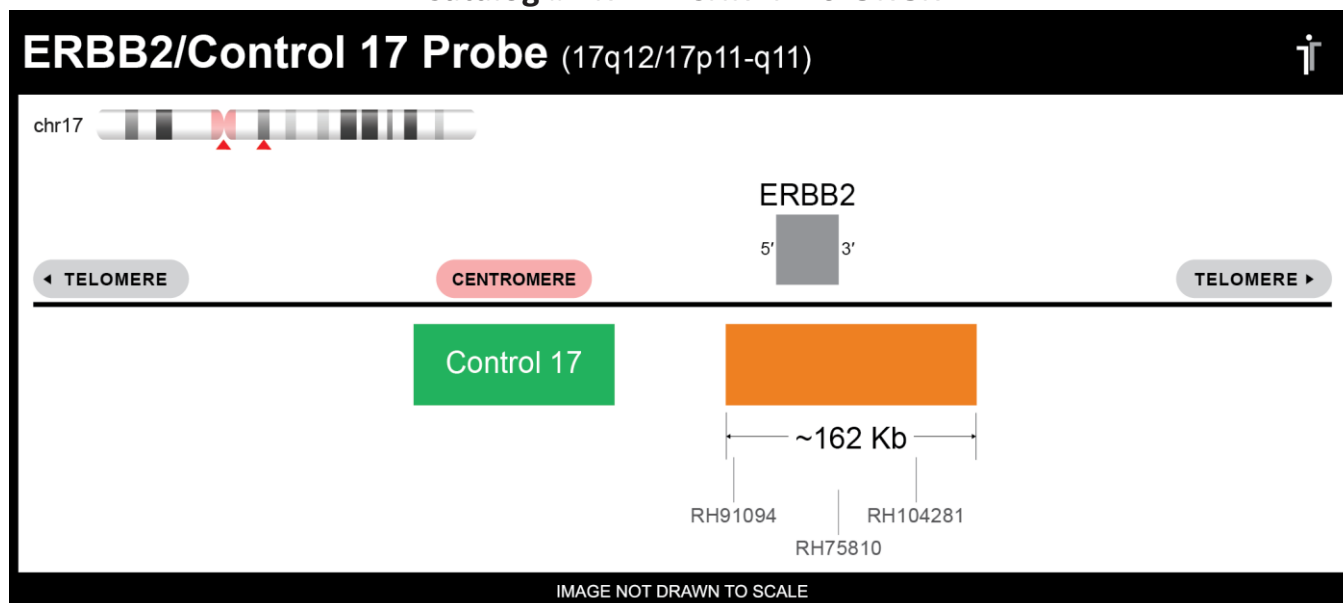 ERBB2/Control 17 Probe (17q12/17p11-q11)
chr17
ERBB2
5′ 3′
◂ TELOMERE
CENTROMERE
TELOMERE ▸
Control 17
~162 Kb
RH91094
RH104281
RH75810
IMAGE NOT DRAWN TO SCALE